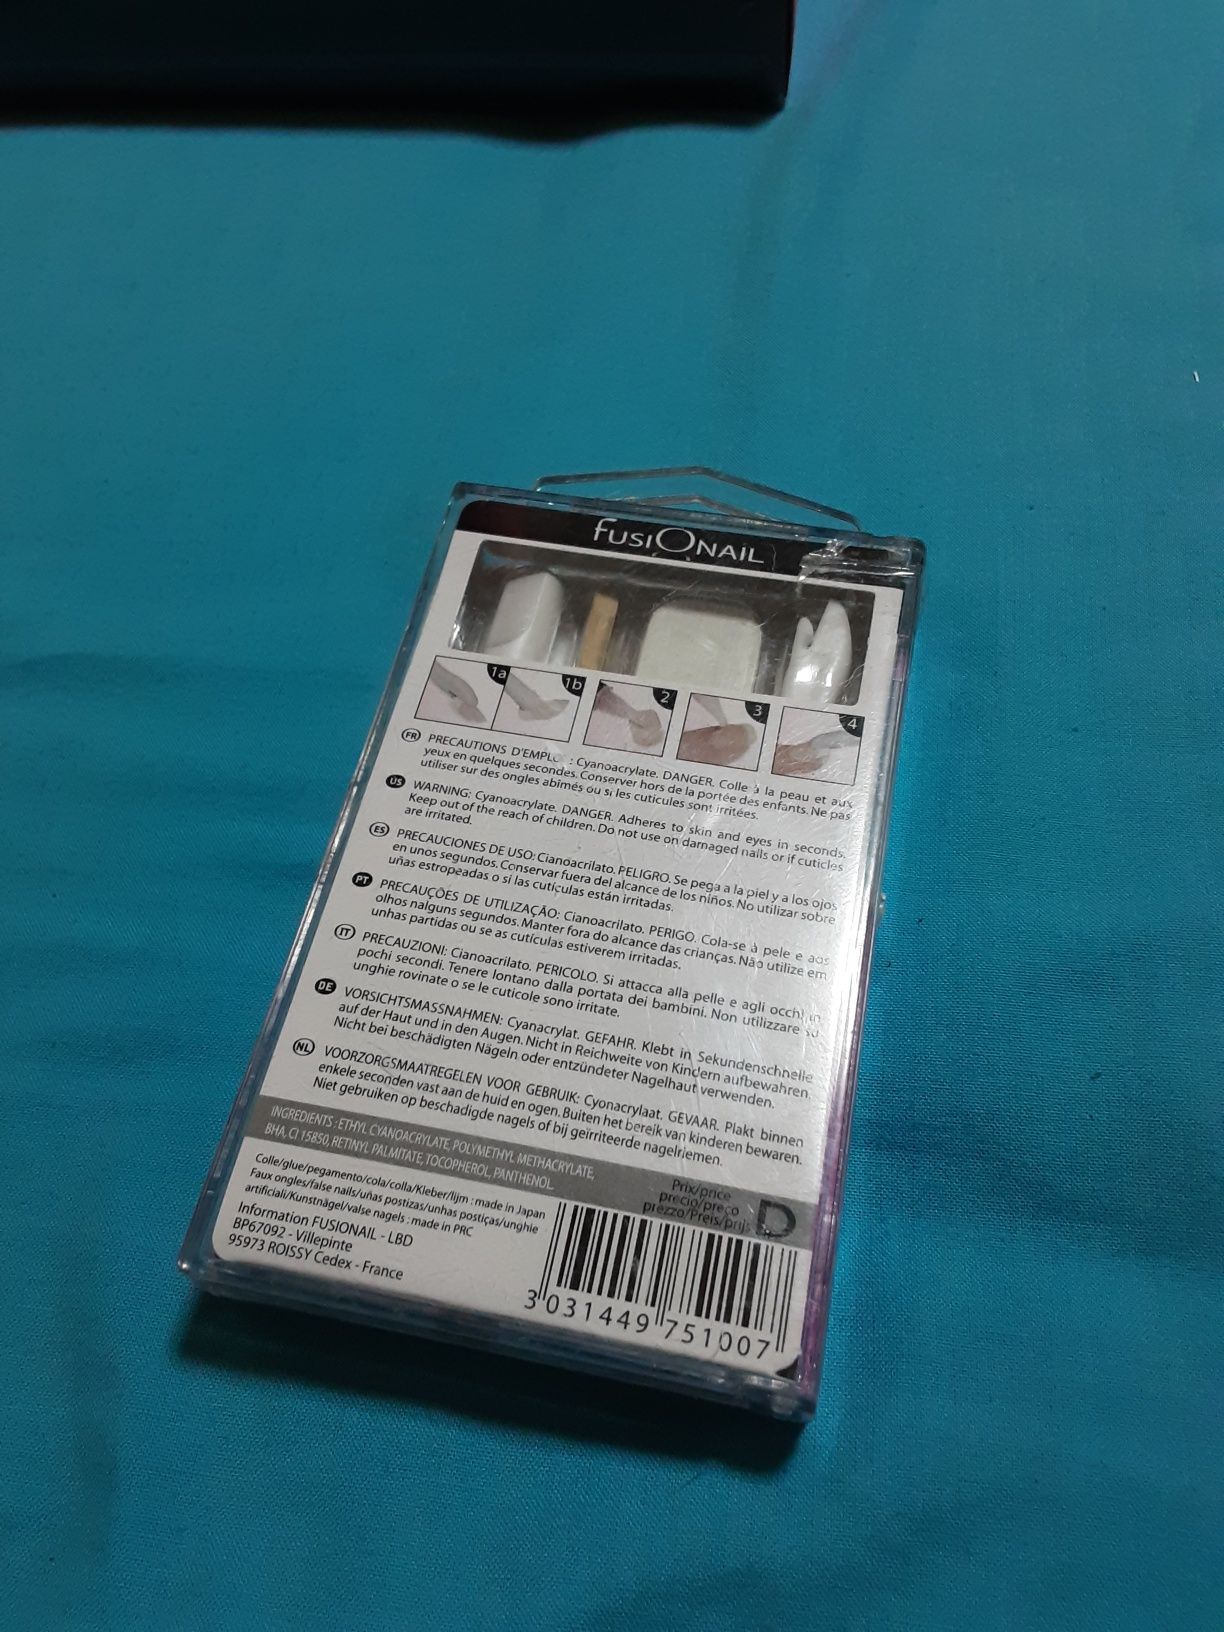 fusiOnail
1a
1b
2
3
4
FR PRECAUTIONS D'EMPLOI : Cyanoacrylate. DANGER. Colle à la peau et aux
yeux en quelques secondes. Conserver hors de la portée des enfants. Ne pas
utiliser sur des ongles abîmés ou si les cuticules sont irritées.
US WARNING: Cyanoacrylate. DANGER. Adheres to skin and eyes in seconds.
Keep out of the reach of children. Do not use on damaged nails or if cuticles
are irritated.
ES PRECAUCIONES DE USO: Cianoacrilato. PELIGRO. Se pega a la piel y a los ojos
en unos segundos. Conservar fuera del alcance de los niños. No utilizar sobre
uñas estropeadas o si las cutículas están irritadas.
PT PRECAUÇÕES DE UTILIZAÇÃO: Cianoacrilato. PERIGO. Cola-se à pele e aos
olhos nalguns segundos. Manter fora do alcance das crianças. Não utilize em
unhas partidas ou se as cutículas estiverem irritadas.
IT PRECAUZIONI: Cianoacrilato. PERICOLO. Si attacca alla pelle e agli occhi in
pochi secondi. Tenere lontano dalla portata dei bambini. Non utilizzare su
unghie rovinate o se le cuticole sono irritate.
DE VORSICHTSMASSNAHMEN: Cyanacrylat. GEFAHR. Klebt in Sekundenschnelle
auf der Haut und in den Augen. Nicht in Reichweite von Kindern aufbewahren.
Nicht bei beschädigten Nägeln oder entzündeter Nagelhaut verwenden.
NL VOORZORGSMAATREGELEN VOOR GEBRUIK: Cyonacrylaat. GEVAAR. Plakt binnen
enkele seconden vast aan de huid en ogen. Buiten het bereik van kinderen bewaren.
Niet gebruiken op beschadigde nagels of bij geïrriteerde nagelriemen.
INGREDIENTS : ETHYL CYANOACRYLATE, POLYMETHYL METHACRYLATE,
BHA, CI 15850, RETINYL PALMITATE, TOCOPHEROL, PANTHENOL.
Colle/glue/pegamento/cola/colla/Kleber/lijm : made in Japan
Faux ongles/false nails/uñas postizas/unhas postiças/unghie
artificiali/Kunstnägel/valse nagels : made in PRC
Information FUSIONAIL - LBD
BP67092 - Villepinte
95973 ROISSY Cedex - France
Prix/price
precio/preço
prezzo/Preis/prijs
D
3 031449 751007